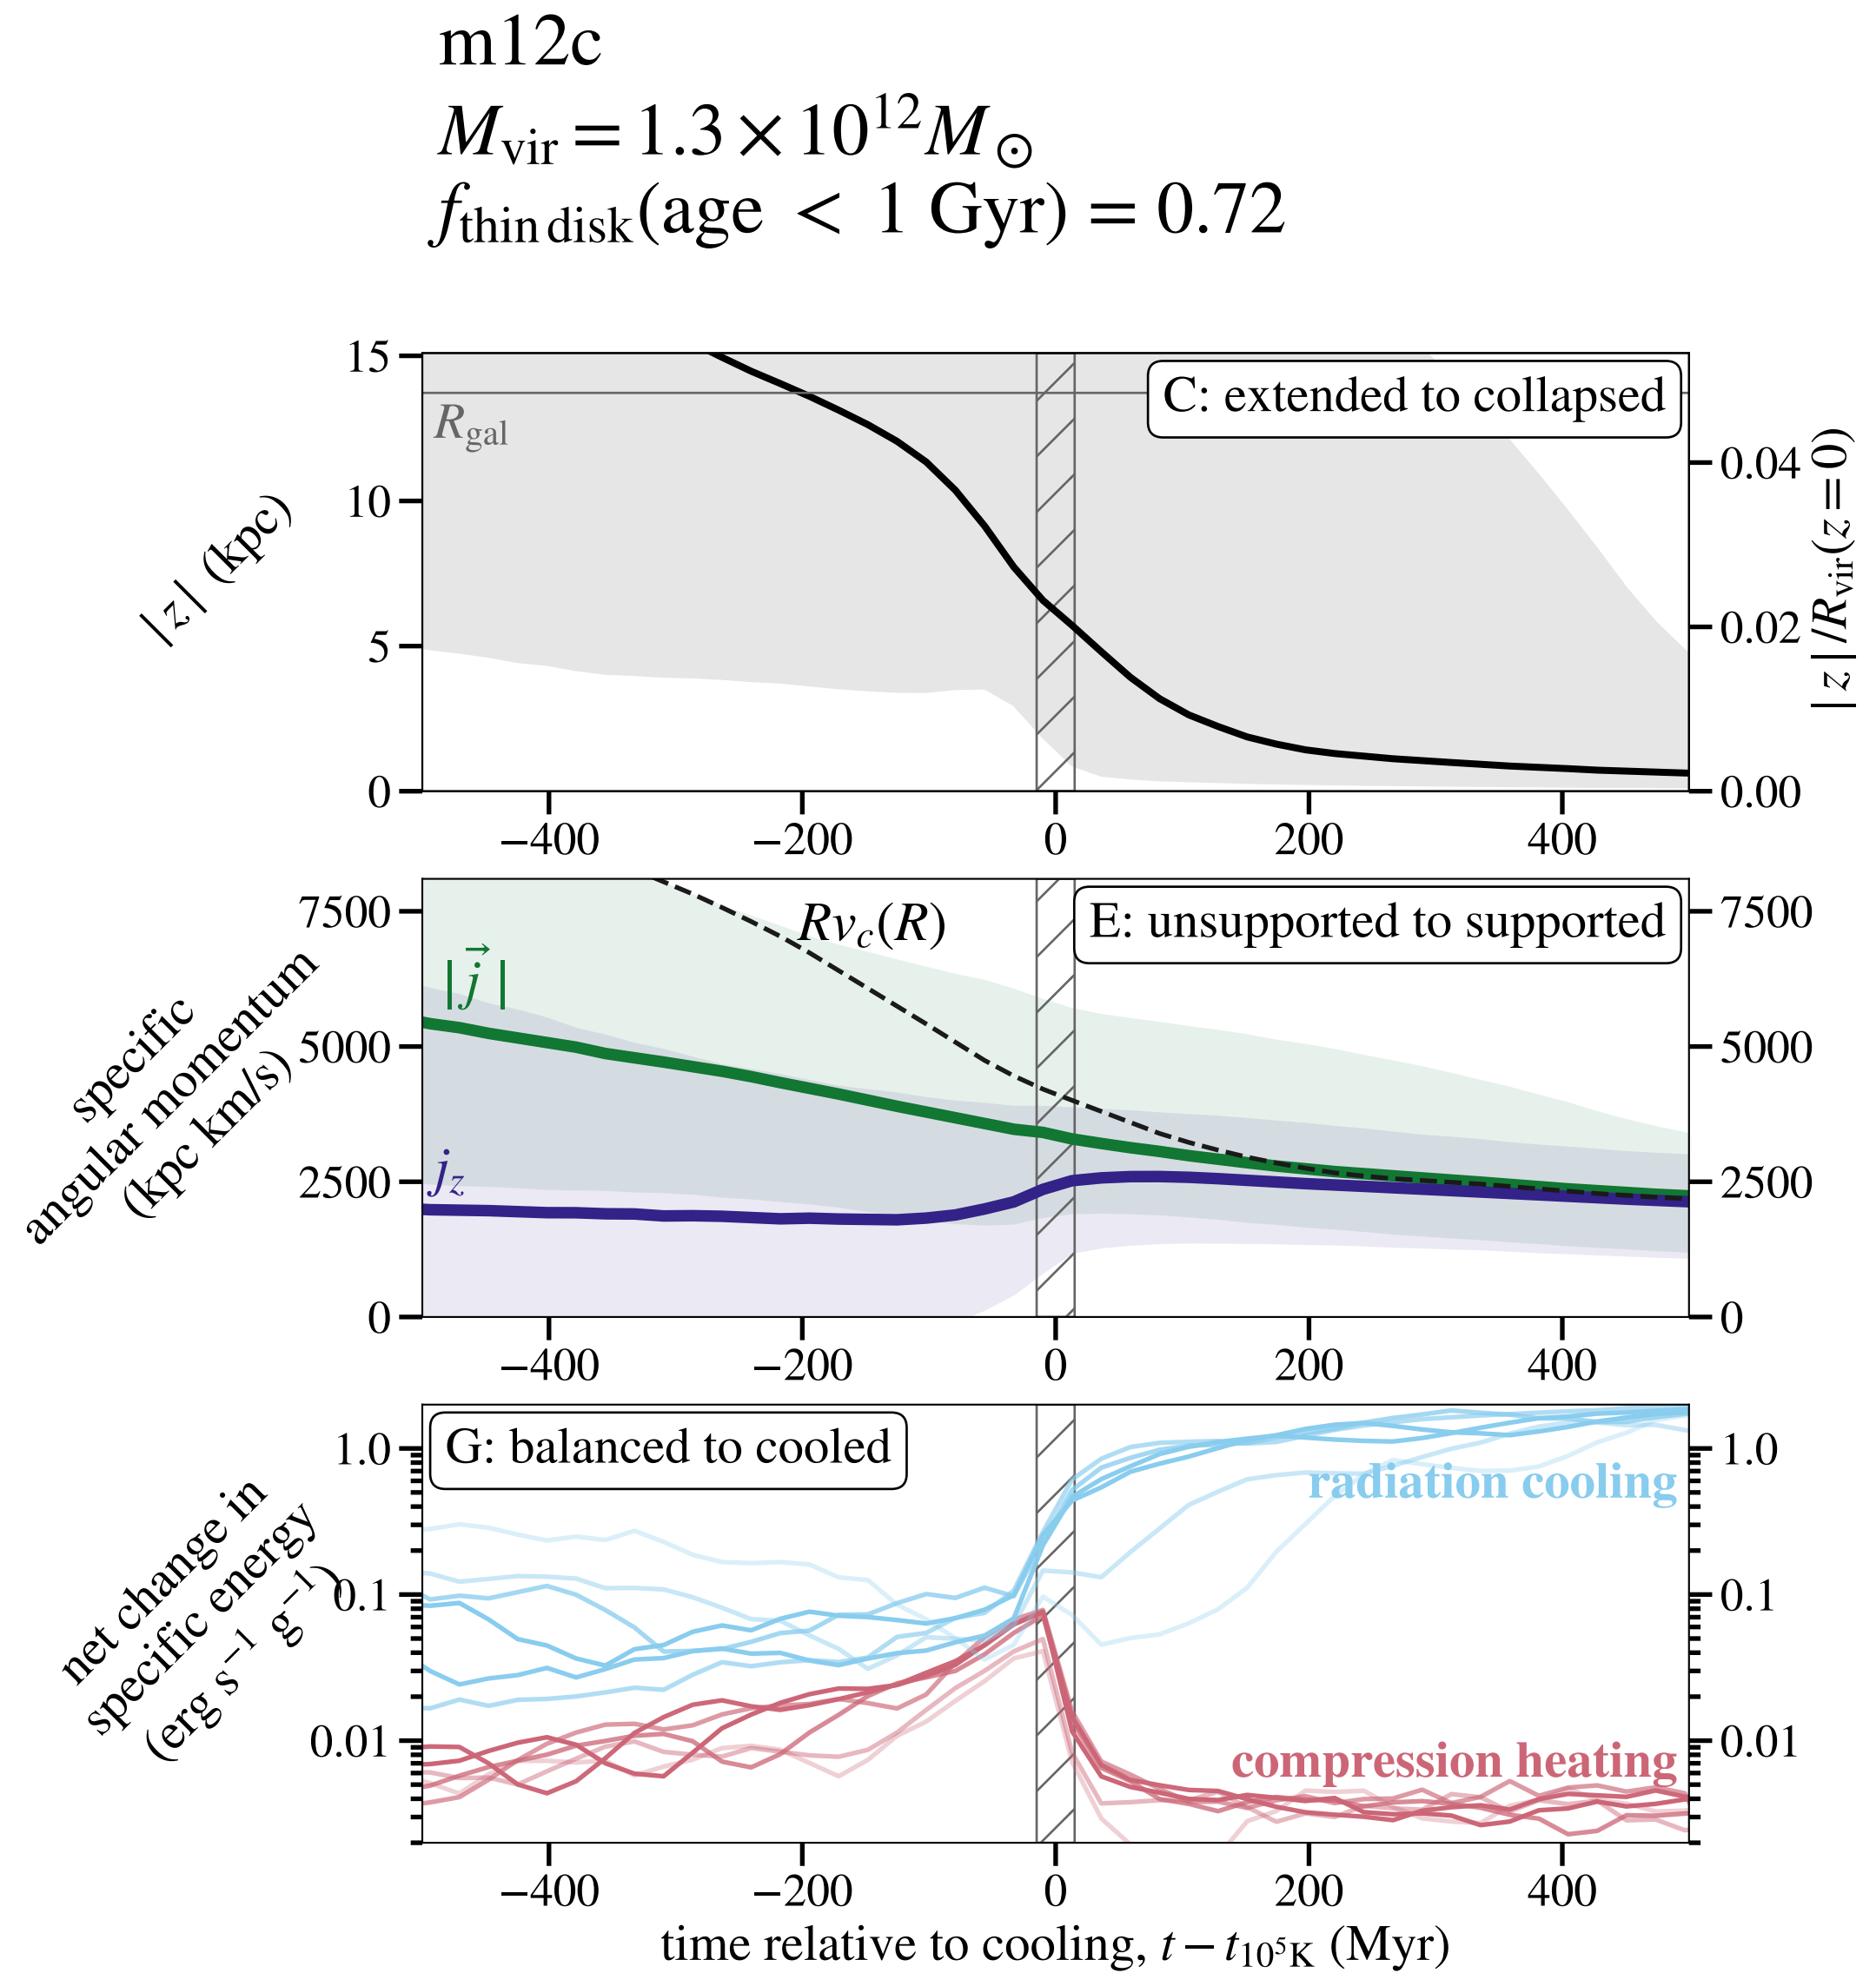 m12c
M_vir = 1.3 × 10^12 M_⊙
f_thin disk(age < 1 Gyr) = 0.72
15
10
5
0
|z| (kpc)
R_gal
C: extended to collapsed
0.04
0.02
0.00
|z|/R_vir(z=0)
−400 −200 0 200 400
7500
5000
2500
0
specific
angular momentum
(kpc km/s)
|j⃗|
j_z
Rv_c(R)
E: unsupported to supported
7500
5000
2500
0
−400 −200 0 200 400
1.0
0.1
0.01
net change in
specific energy
(erg s^−1 g^−1)
G: balanced to cooled
radiation cooling
compression heating
1.0
0.1
0.01
−400 −200 0 200 400
time relative to cooling, t − t_10^5K (Myr)